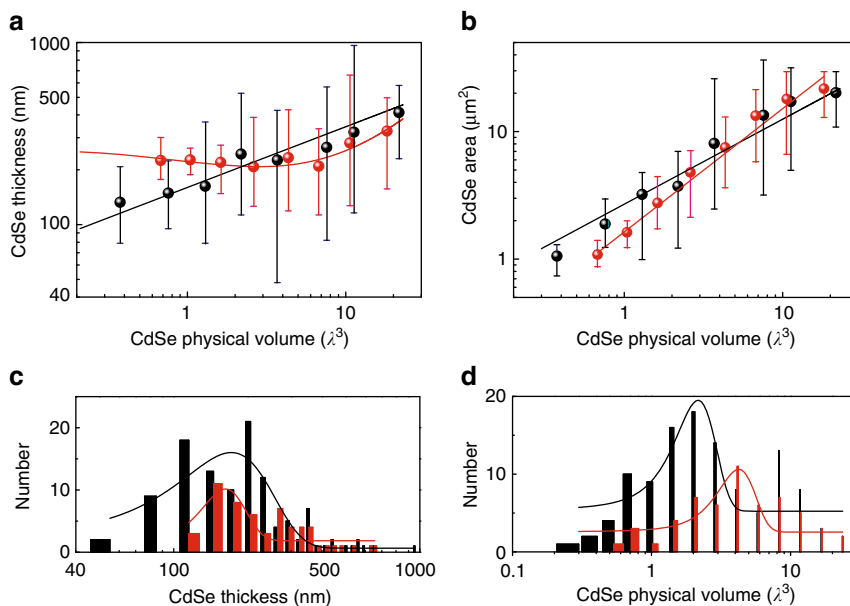 a
b
1000
500
100
40
CdSe thickness (nm)
1
10
CdSe physical volume (λ³)
10
1
CdSe area (μm²)
1
10
CdSe physical volume (λ³)
c
d
20
10
0
Number
40
100
500
1000
CdSe thickess (nm)
20
10
0
Number
0.1
1
10
CdSe physical volume (λ³)